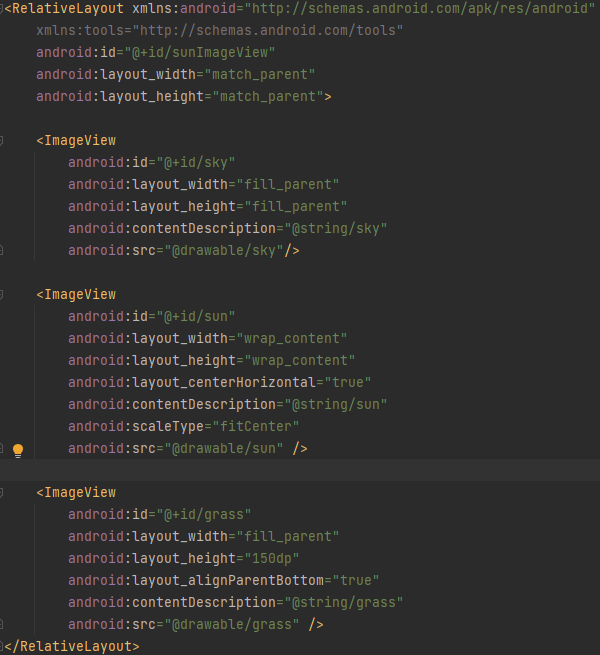 <RelativeLayout xmlns:android="http://schemas.android.com/apk/res/android"
    xmlns:tools="http://schemas.android.com/tools"
    android:id="@+id/sunImageView"
    android:layout_width="match_parent"
    android:layout_height="match_parent">

    <ImageView
        android:id="@+id/sky"
        android:layout_width="fill_parent"
        android:layout_height="fill_parent"
        android:contentDescription="@string/sky"
        android:src="@drawable/sky"/>

    <ImageView
        android:id="@+id/sun"
        android:layout_width="wrap_content"
        android:layout_height="wrap_content"
        android:layout_centerHorizontal="true"
        android:contentDescription="@string/sun"
        android:scaleType="fitCenter"
        android:src="@drawable/sun" />

    <ImageView
        android:id="@+id/grass"
        android:layout_width="fill_parent"
        android:layout_height="150dp"
        android:layout_alignParentBottom="true"
        android:contentDescription="@string/grass"
        android:src="@drawable/grass" />
</RelativeLayout>